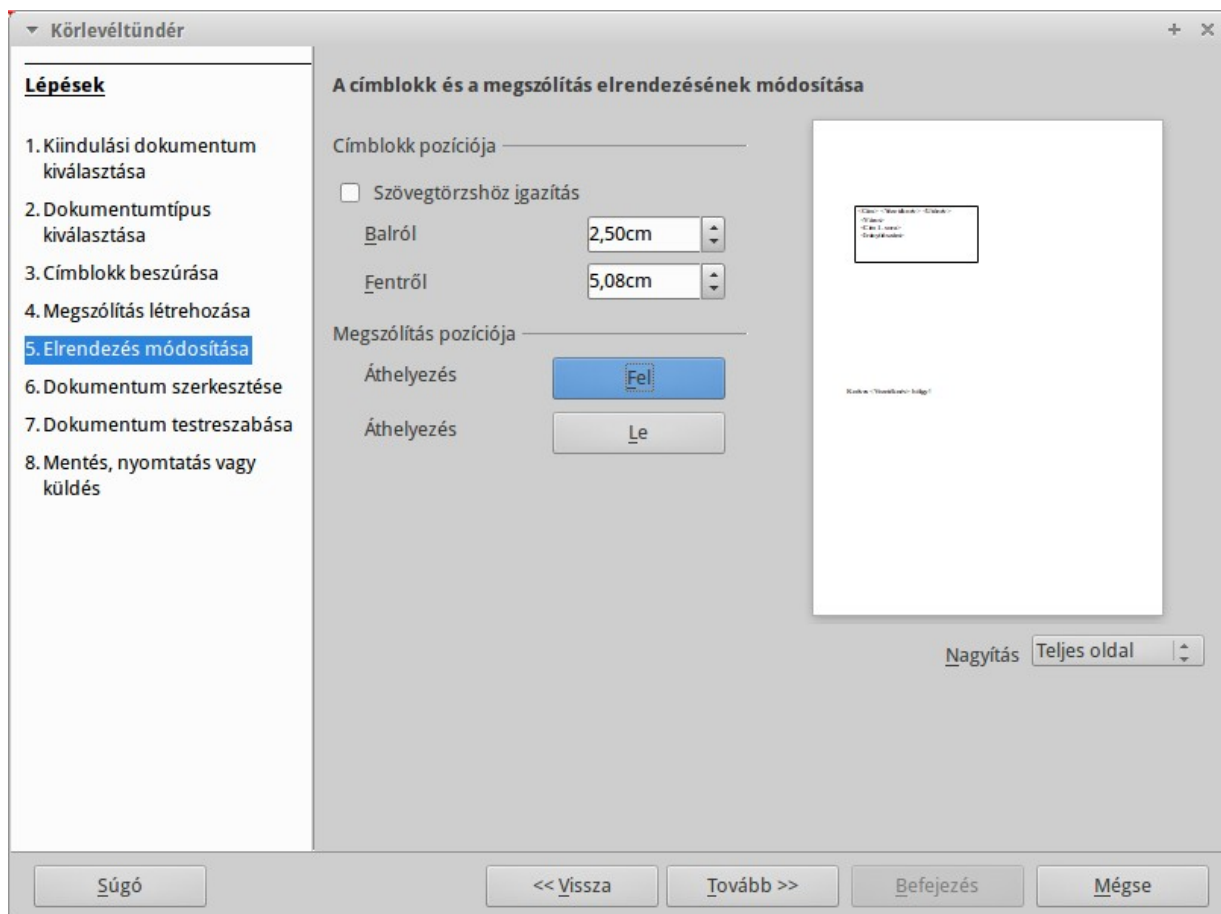 Körlevéltündér
Lépések
1. Kiindulási dokumentum
kiválasztása
2. Dokumentumtípus
kiválasztása
3. Címblokk beszúrása
4. Megszólítás létrehozása
5. Elrendezés módosítása
6. Dokumentum szerkesztése
7. Dokumentum testreszabása
8. Mentés, nyomtatás vagy
küldés
A címblokk és a megszólítás elrendezésének módosítása
Címblokk pozíciója
Szövegtörzshöz igazítás
Balról 2,50cm
Fentről 5,08cm
Megszólítás pozíciója
Áthelyezés Fel
Áthelyezés Le
Nagyítás Teljes oldal
Súgó << Vissza Tovább >> Befejezés Mégse